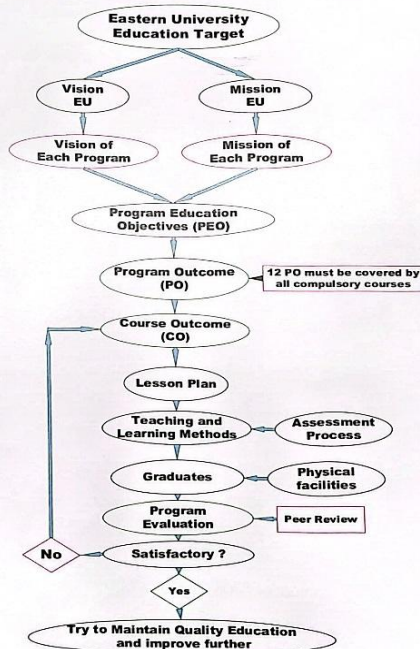 Eastern University
Education Target
Vision
EU
Mission
EU
Vision of
Each Program
Mission of
Each Program
Program Education
Objectives (PEO)
Program Outcome
(PO)
12 PO must be covered by
all compulsory courses
Course Outcome
(CO)
Lesson Plan
Teaching and
Learning Methods
Assessment
Process
Graduates
Physical
facilities
Program
Evaluation
Peer Review
No
Satisfactory ?
Yes
Try to Maintain Quality Education
and improve further